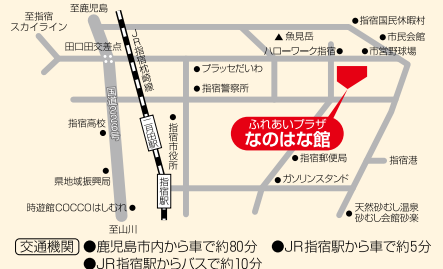 至鹿児島
至指宿
スカイライン
指宿国民休暇村
魚見岳
市民会館
ハローワーク指宿
市営野球場
田口田交差点
JR指宿枕崎線
プラッセだいわ
指宿警察所
国道226号
ふれあいプラザ
なのはな館
指宿高校
二月田駅
指宿市役所
指宿郵便局
指宿港
県地域振興局
指宿駅
ガソリンスタンド
時遊館COCCOはしむれ
天然砂むし温泉
砂むし会館砂楽
至山川
交通機関
●鹿児島市内から車で約80分 ●JR指宿駅から車で約5分
●JR指宿駅からバスで約10分